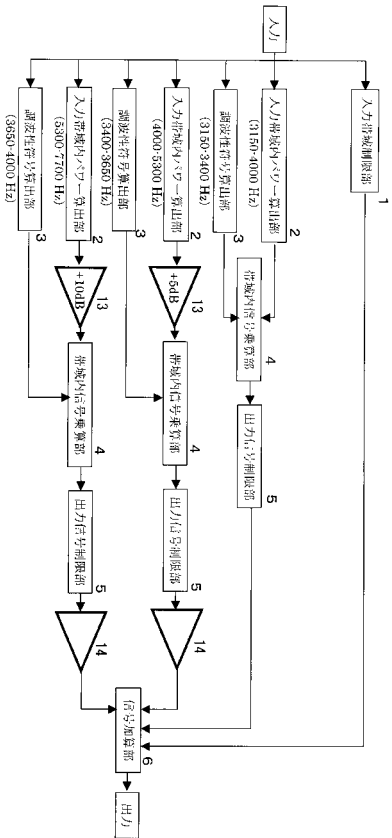 入力
入力帯域制限部
1
入力帯域内パワー算出部
2
(3150-4000 Hz)
調波性符号算出部
3
(3150-3400 Hz)
帯域内信号乗算部
4
出力信号制限部
5
入力帯域内パワー算出部
2
(4000-5300 Hz)
+5dB
13
調波性符号算出部
3
(3400-3650 Hz)
帯域内信号乗算部
4
出力信号制限部
5
14
入力帯域内パワー算出部
2
(5300-7700 Hz)
+10dB
13
調波性符号算出部
3
(3650-4000 Hz)
帯域内信号乗算部
4
出力信号制限部
5
14
信号加算部
6
出力